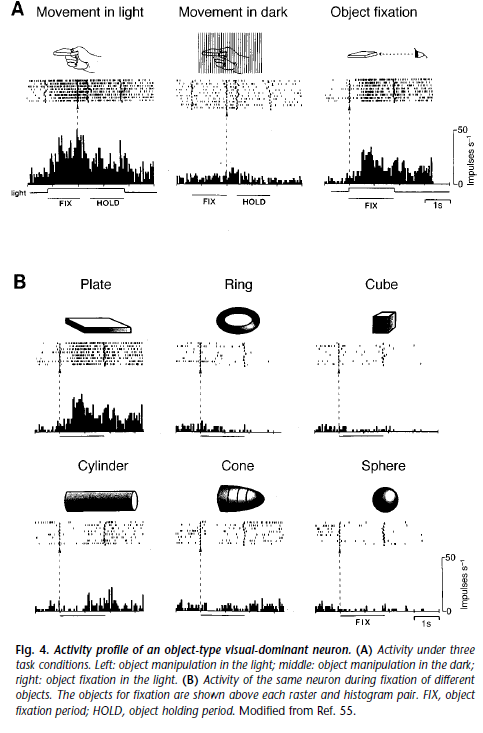 A
Movement in light Movement in dark Object fixation
50
0
Impulses s⁻¹
light
FIX HOLD FIX HOLD FIX 1s
B
Plate Ring Cube
Cylinder Cone Sphere
50
0
Impulses s⁻¹
FIX 1s
Fig. 4. Activity profile of an object-type visual-dominant neuron. (A) Activity under three
task conditions. Left: object manipulation in the light; middle: object manipulation in the dark;
right: object fixation in the light. (B) Activity of the same neuron during fixation of different
objects. The objects for fixation are shown above each raster and histogram pair. FIX, object
fixation period; HOLD, object holding period. Modified from Ref. 55.